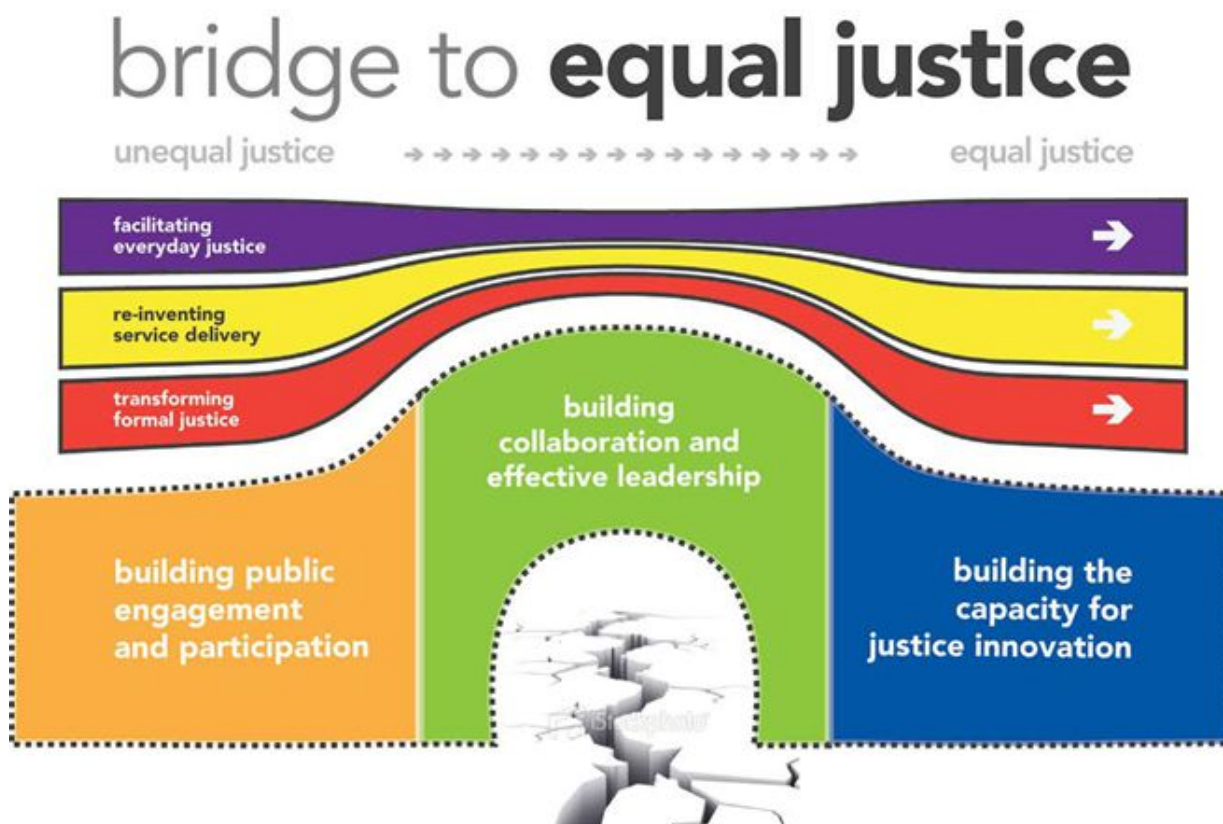 bridge to equal justice
unequal justice
equal justice
facilitating
everyday justice
re-inventing
service delivery
transforming
formal justice
building
collaboration and
effective leadership
building public
engagement
and participation
building the
capacity for
justice innovation
iStockphoto